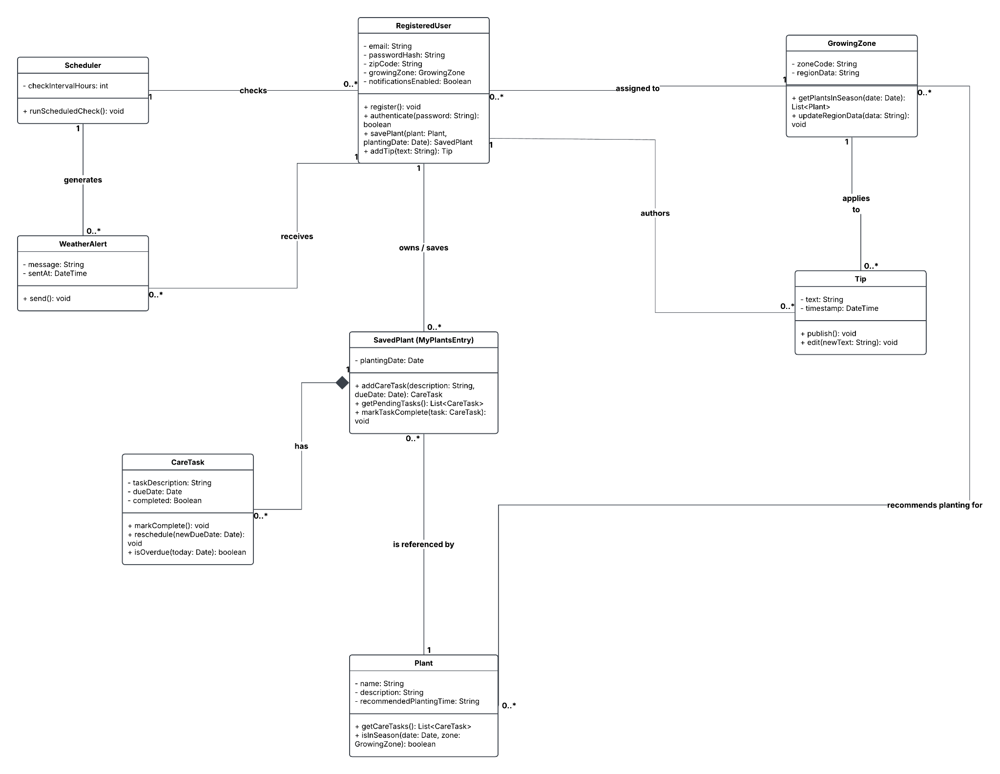 RegisteredUser
- email: String
- passwordHash: String
- zipCode: String
- growingZone: GrowingZone
- notificationsEnabled: Boolean
+ register(): void
+ authenticate(password: String):
boolean
+ savePlant(plant: Plant,
plantingDate: Date): SavedPlant
+ addTip(text: String): Tip
GrowingZone
- zoneCode: String
- regionData: String
+ getPlantsInSeason(date: Date):
List<Plant>
+ updateRegionData(data: String):
void
Scheduler
- checkIntervalHours: int
+ runScheduledCheck(): void
1
checks
0..*
0..*
assigned to
1
0..*
1
generates
0..*
1
receives
0..*
1
owns / saves
0..*
1
authors
0..*
1
applies
to
0..*
WeatherAlert
- message: String
- sentAt: DateTime
+ send(): void
Tip
- text: String
- timestamp: DateTime
+ publish(): void
+ edit(newText: String): void
SavedPlant (MyPlantsEntry)
- plantingDate: Date
+ addCareTask(description: String,
dueDate: Date): CareTask
+ getPendingTasks(): List<CareTask>
+ markTaskComplete(task: CareTask):
void
1
has
0..*
CareTask
- taskDescription: String
- dueDate: Date
- completed: Boolean
+ markComplete(): void
+ reschedule(newDueDate: Date):
void
+ isOverdue(today: Date): boolean
0..*
is referenced by
1
recommends planting for
0..*
Plant
- name: String
- description: String
- recommendedPlantingTime: String
+ getCareTasks(): List<CareTask>
+ isInSeason(date: Date, zone:
GrowingZone): boolean